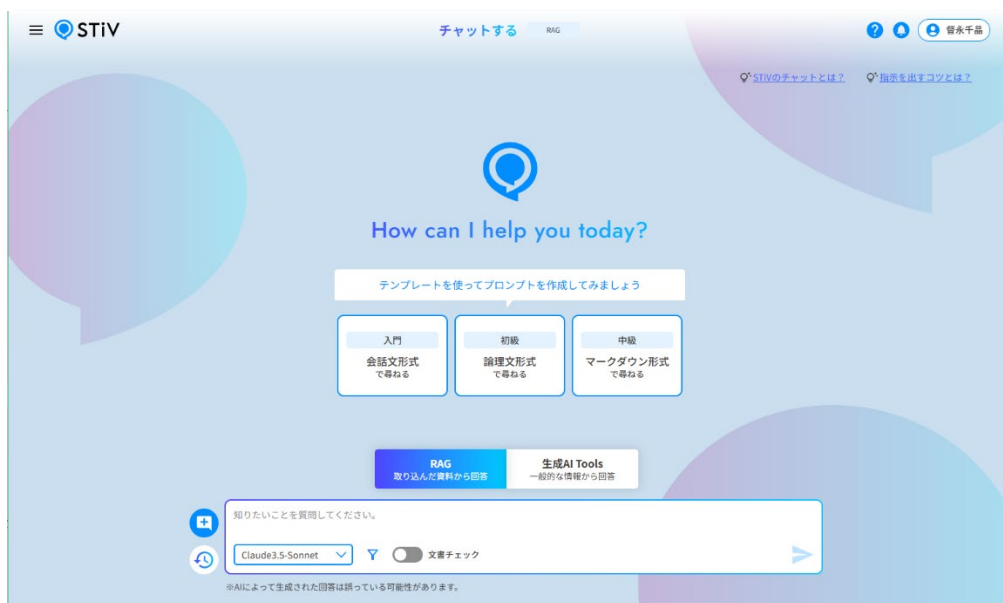 STiV
チャットする RAG
督永千晶
STiVのチャットとは?
指示を出すコツとは?
How can I help you today?
テンプレートを使ってプロンプトを作成してみましょう
入門
会話文形式
で尋ねる
初級
論理文形式
で尋ねる
中級
マークダウン形式
で尋ねる
RAG
取り込んだ資料から回答
生成AI Tools
一般的な情報から回答
知りたいことを質問してください。
Claude3.5-Sonnet
文書チェック
※AIによって生成された回答は誤っている可能性があります。